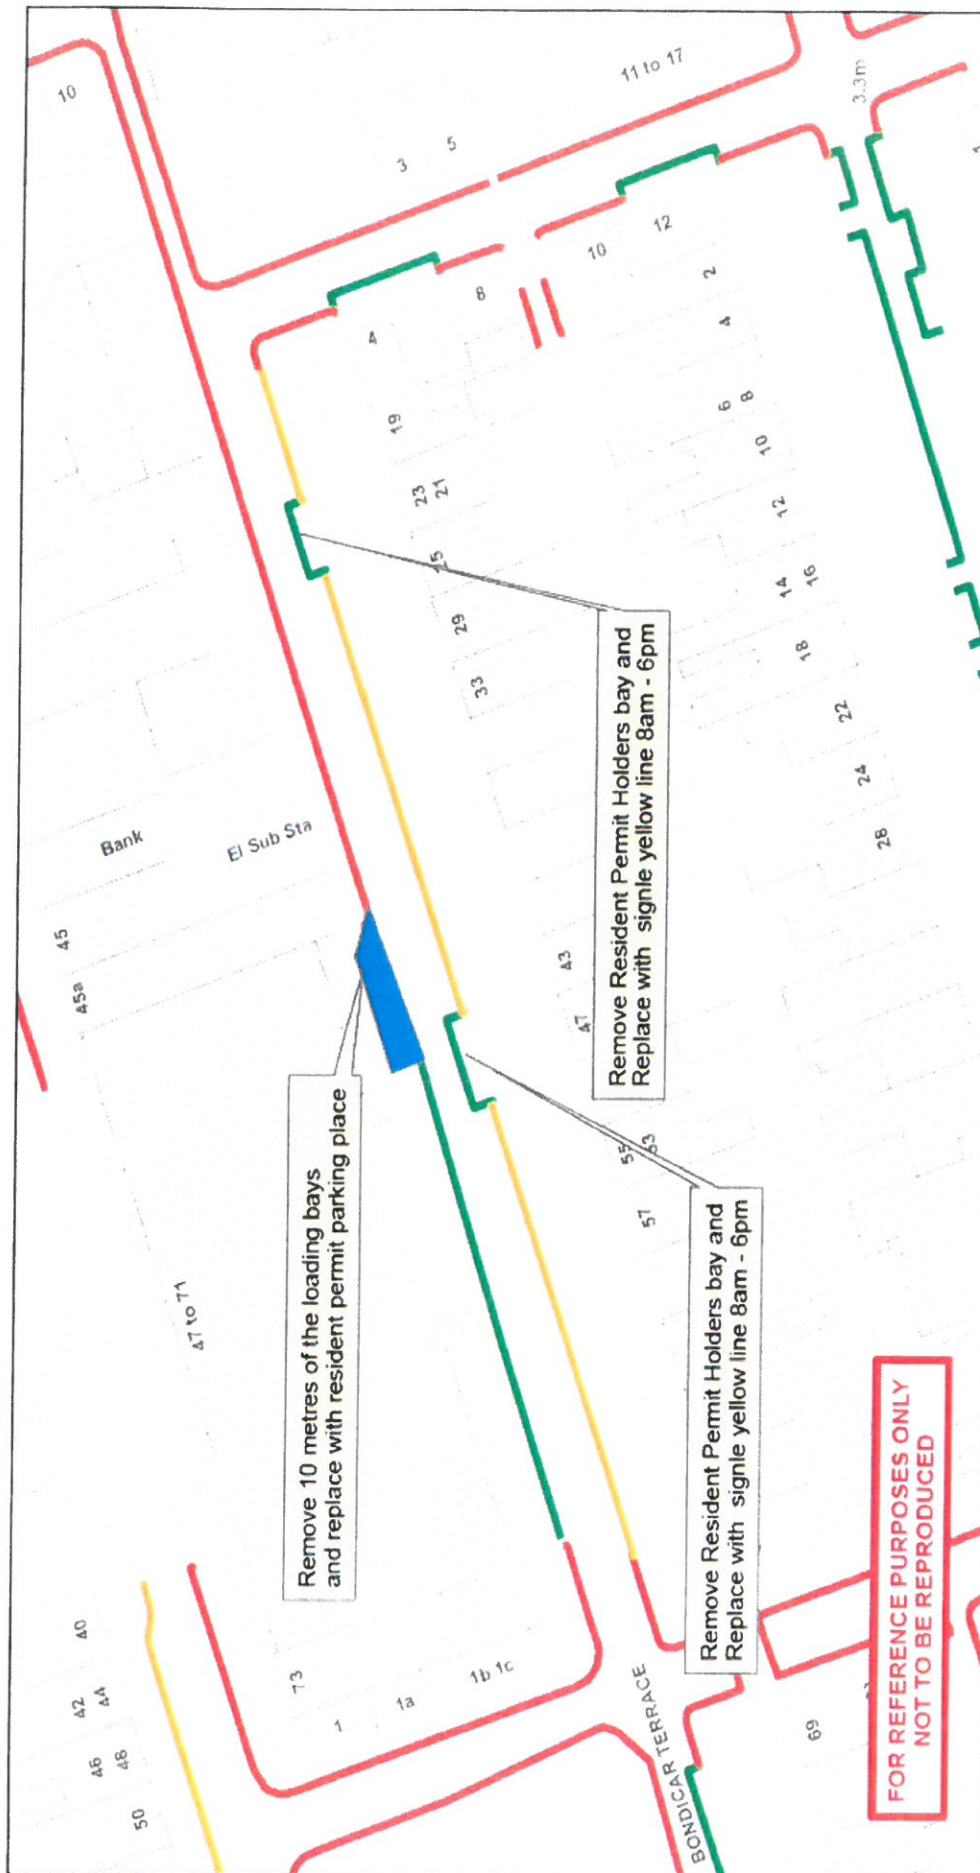 10
11 to 17
3.3m
3
5
12
10
8
4
2
4
6
8
10
12
14
16
18
22
24
28
19
23
21
25
29
33
Bank
El Sub Sta
45
45a
43
47
55
63
57
47 to 71
Remove 10 metres of the loading bays
and replace with resident permit parking place
Remove Resident Permit Holders bay and
Replace with signle yellow line 8am - 6pm
Remove Resident Permit Holders bay and
Replace with signle yellow line 8am - 6pm
40
42
44
46
48
50
73
1
1a
1b 1c
BONDICAR TERRACE
69
FOR REFERENCE PURPOSES ONLY
NOT TO BE REPRODUCED